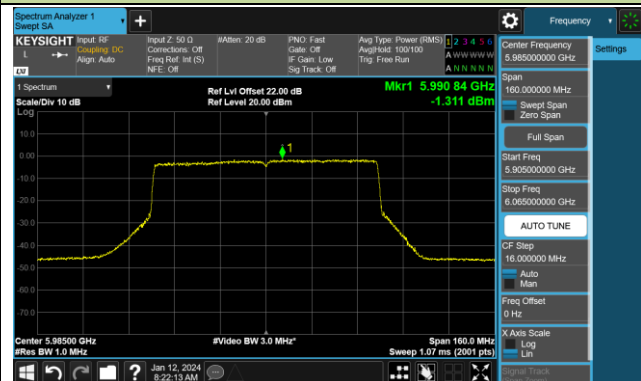 Spectrum Analyzer 1
Swept SA
Frequency
KEYSIGHT
Input: RF
Coupling: DC
Align: Auto
Input Z: 50 Ω
Corrections: Off
Freq Ref: Int (S)
NFE: Off
#Atten: 20 dB
PNO: Fast
Gate: Off
IF Gain: Low
Sig Track: Off
Avg Type: Power (RMS)
Avg|Hold: 100/100
Trig: Free Run
1 2 3 4 5 6
A W W W W W
A N N N N N
L
LXI
1 Spectrum
Scale/Div 10 dB
Ref Lvl Offset 22.00 dB
Ref Level 20.00 dBm
Mkr1 5.990 84 GHz
-1.311 dBm
Log
10.0
0.00
-10.0
-20.0
-30.0
-40.0
-50.0
-60.0
-70.0
1
Center 5.98500 GHz
#Res BW 1.0 MHz
#Video BW 3.0 MHz*
Span 160.0 MHz
Sweep 1.07 ms (2001 pts)
Jan 12, 2024
8:22:13 AM
Settings
Center Frequency
5.985000000 GHz
Span
160.000000 MHz
Swept Span
Zero Span
Full Span
Start Freq
5.905000000 GHz
Stop Freq
6.065000000 GHz
AUTO TUNE
CF Step
16.000000 MHz
Auto
Man
Freq Offset
0 Hz
X Axis Scale
Log
Lin
Signal Track